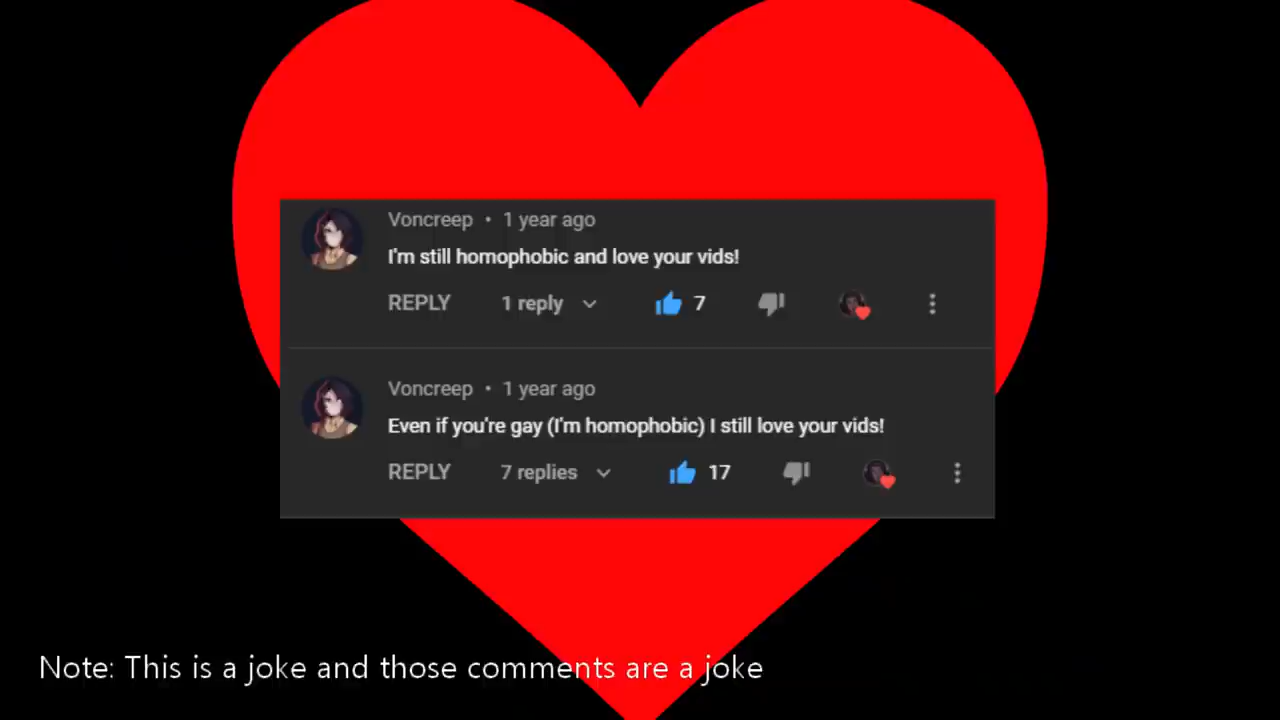 Voncreep • 1 year ago
I'm still homophobic and love your vids!
REPLY 1 reply 7
Voncreep • 1 year ago
Even if you're gay (I'm homophobic) I still love your vids!
REPLY 7 replies 17
Note: This is a joke and those comments are a joke